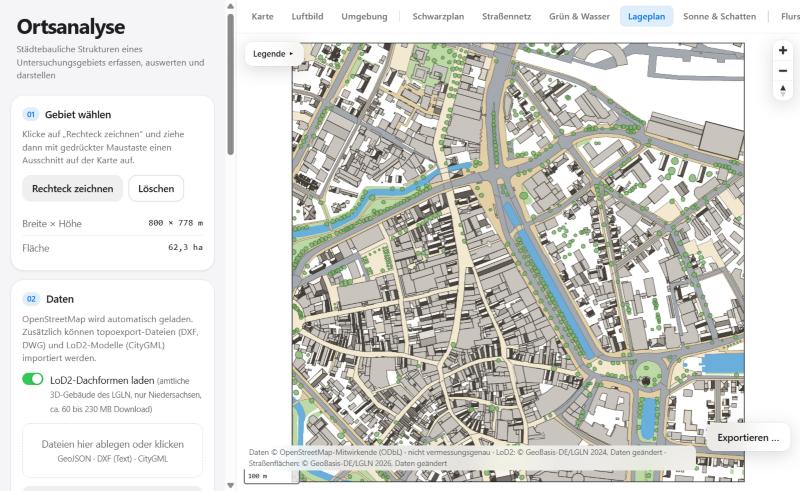 Ortsanalyse
Städtebauliche Strukturen eines
Untersuchungsgebiets erfassen, auswerten und
darstellen
01 Gebiet wählen
Klicke auf „Rechteck zeichnen“ und ziehe
dann mit gedrückter Maustaste einen
Ausschnitt auf der Karte auf.
Rechteck zeichnen Löschen
Breite × Höhe 800 × 778 m
Fläche 62,3 ha
02 Daten
OpenStreetMap wird automatisch geladen.
Zusätzlich können topoexport-Dateien (DXF,
DWG) und LoD2-Modelle (CityGML)
importiert werden.
LoD2-Dachformen laden (amtliche
3D-Gebäude des LGLN, nur Niedersachsen,
ca. 60 bis 230 MB Download)
Dateien hier ablegen oder klicken
GeoJSON · DXF (Text) · CityGML
Karte Luftbild Umgebung Schwarzplan Straßennetz Grün & Wasser Lageplan Sonne & Schatten Flurs
Legende ▸
Exportieren ...
Daten © OpenStreetMap-Mitwirkende (ODbL) · nicht vermessungsgenau · LoD2: © GeoBasis-DE/LGLN 2024, Daten geändert ·
Straßenflächen: © GeoBasis-DE/LGLN 2026, Daten geändert
100 m